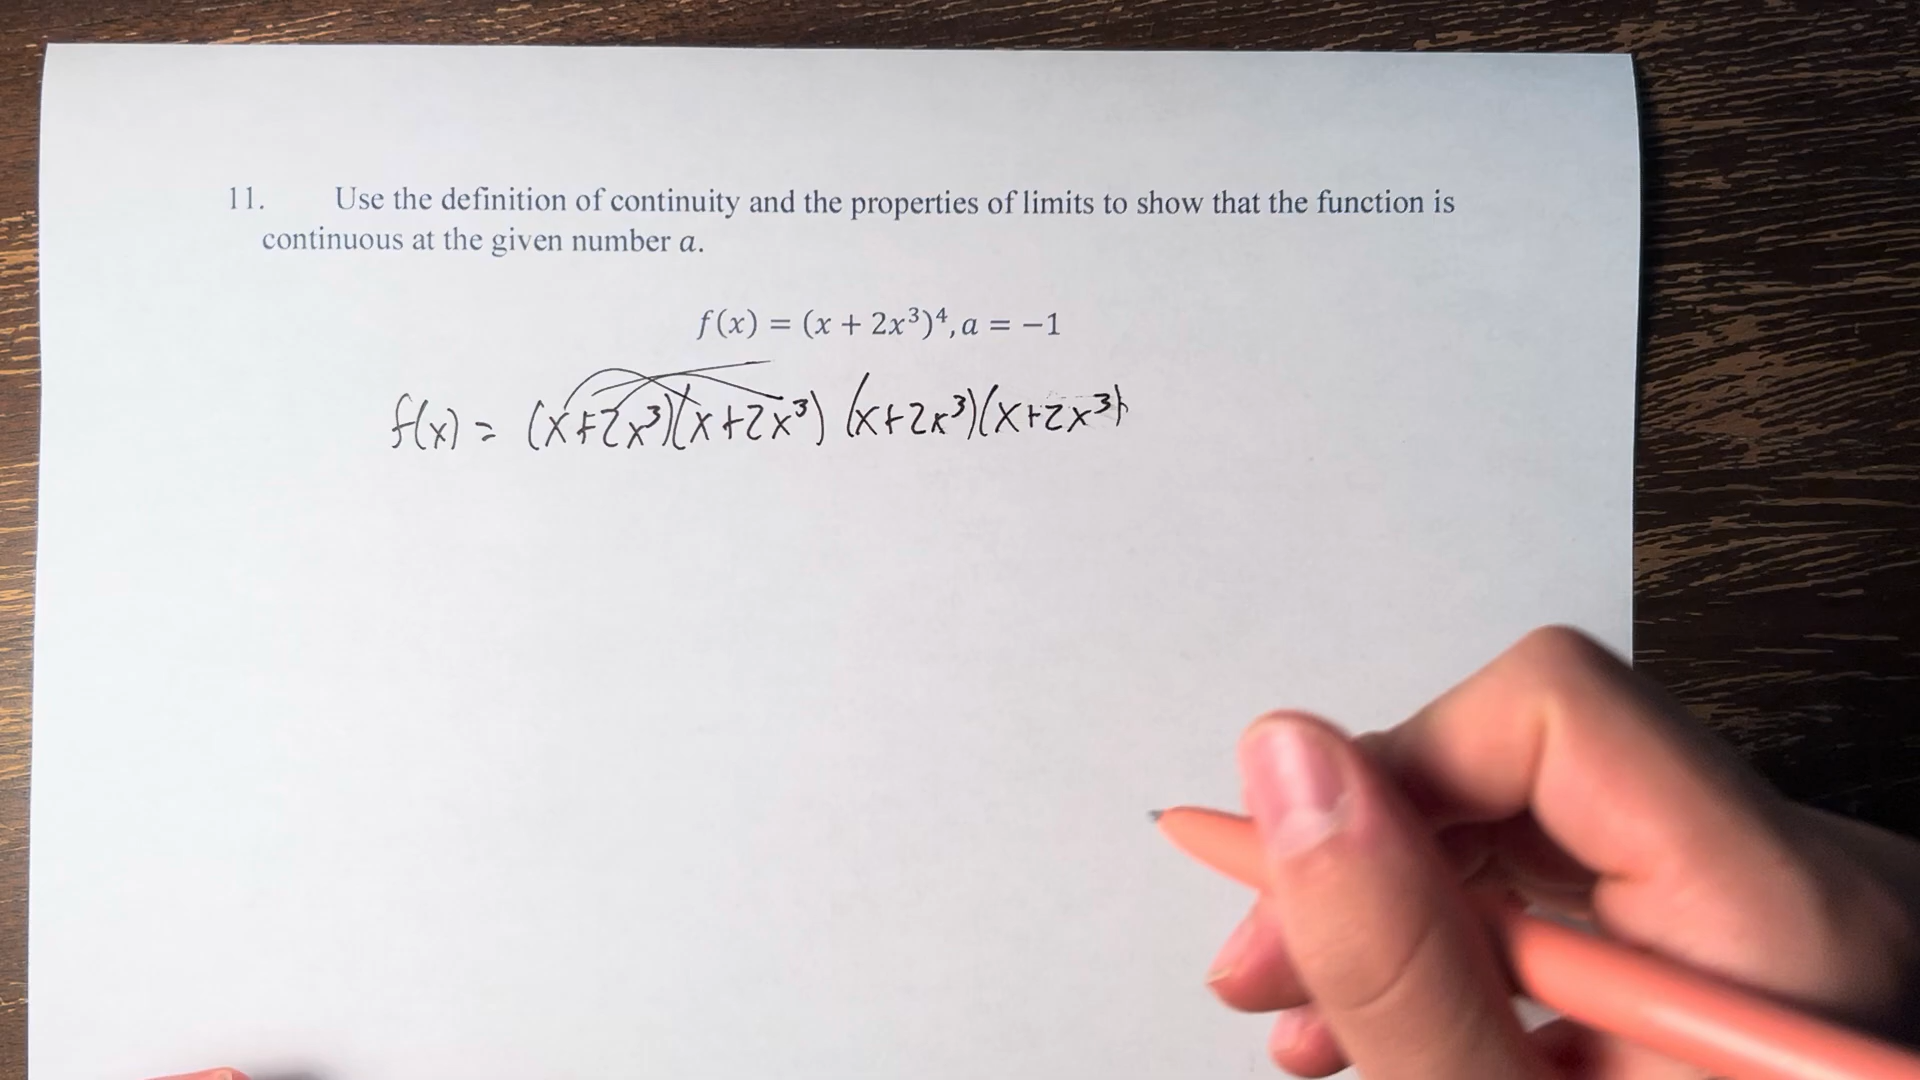 11. Use the definition of continuity and the properties of limits to show that the function is
continuous at the given number a.
f(x) = (x + 2x³)⁴, a = −1
f(x) = (x+2x³)(x+2x³) (x+2x³)(x+2x³)